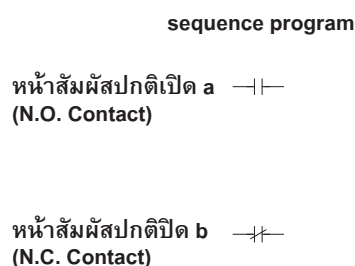 sequence program
หน้าสัมผัสปกติเปิด a
(N.O. Contact)
หน้าสัมผัสปกติปิด b
(N.C. Contact)